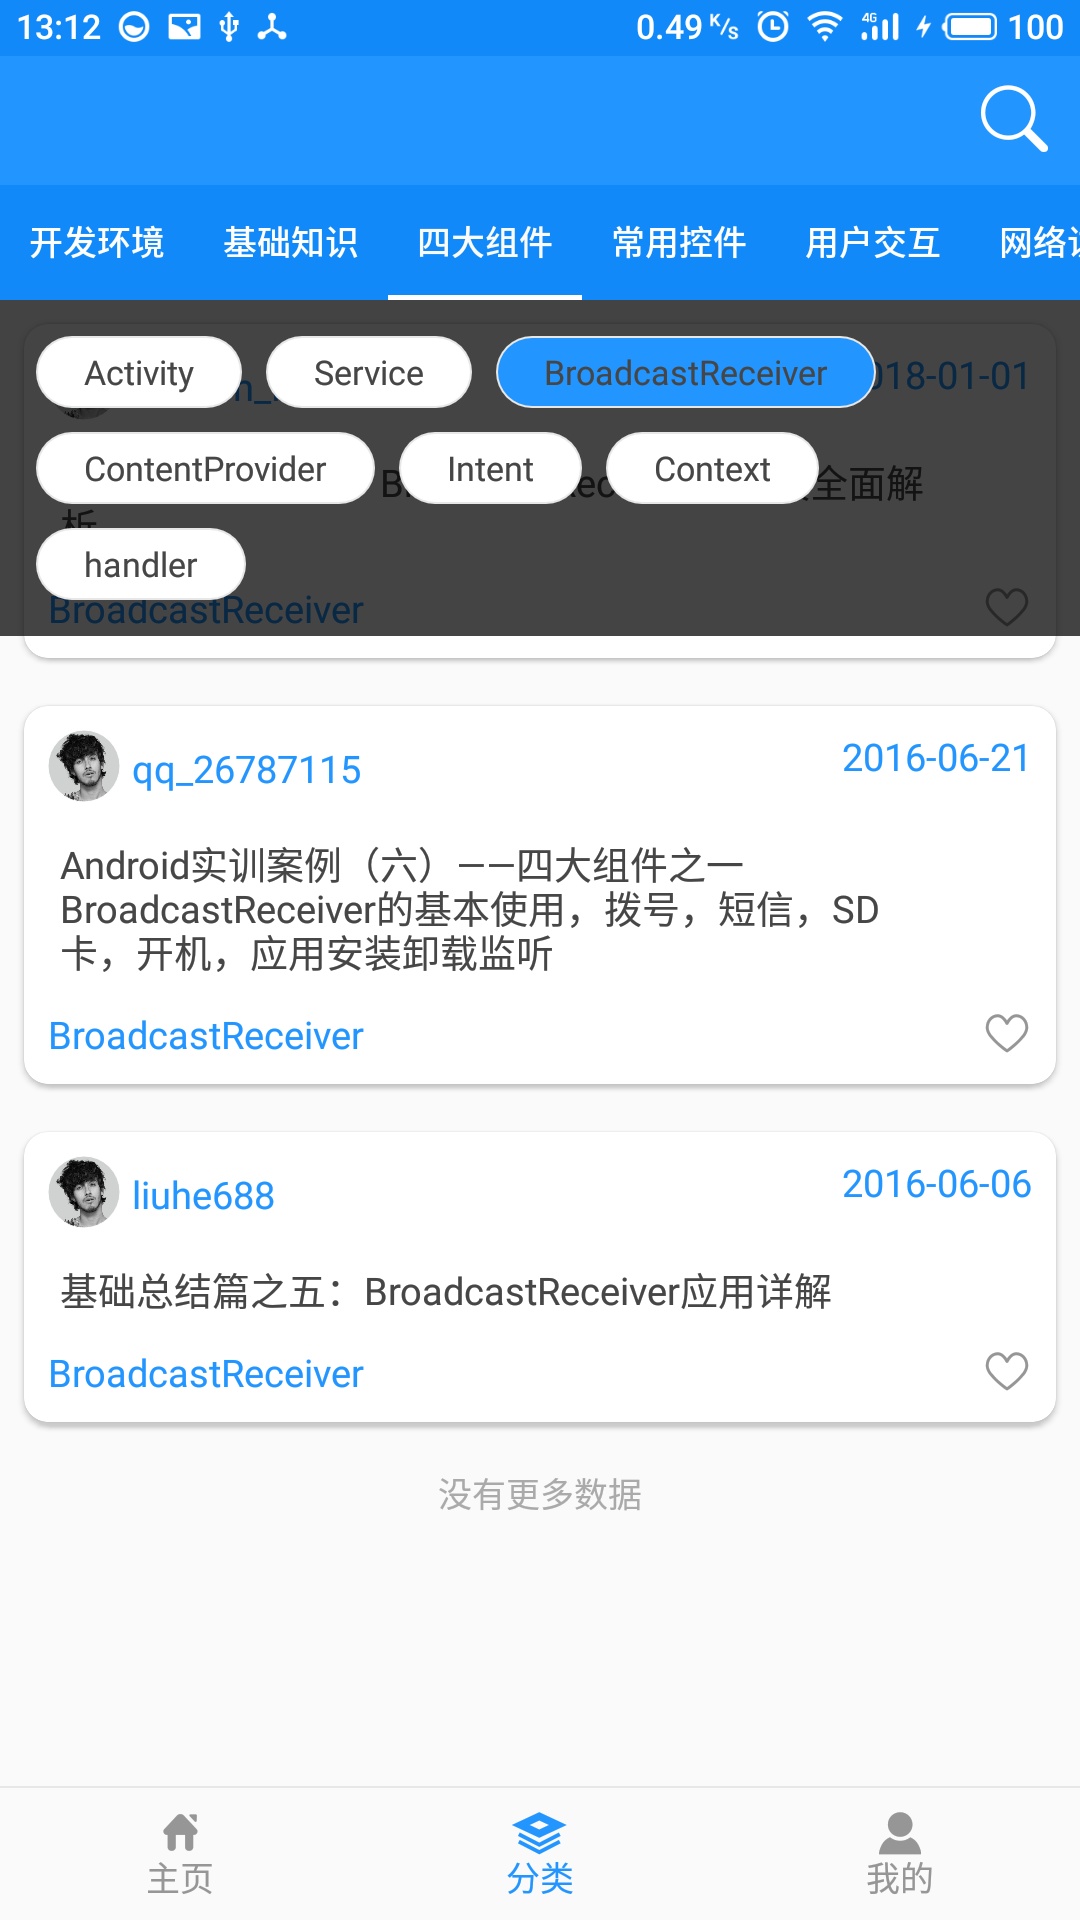 13:12
0.49 K/s
4G
100
开发环境 基础知识 四大组件 常用控件 用户交互 网络
Activity Service BroadcastReceiver
18-01-01
ContentProvider Intent Context
全面解
析
handler
BroadcastReceiver
qq_26787115
2016-06-21
Android实训案例（六）——四大组件之一
BroadcastReceiver的基本使用，拨号，短信，SD
卡，开机，应用安装卸载监听
BroadcastReceiver
liuhe688
2016-06-06
基础总结篇之五：BroadcastReceiver应用详解
BroadcastReceiver
没有更多数据
主页 分类 我的